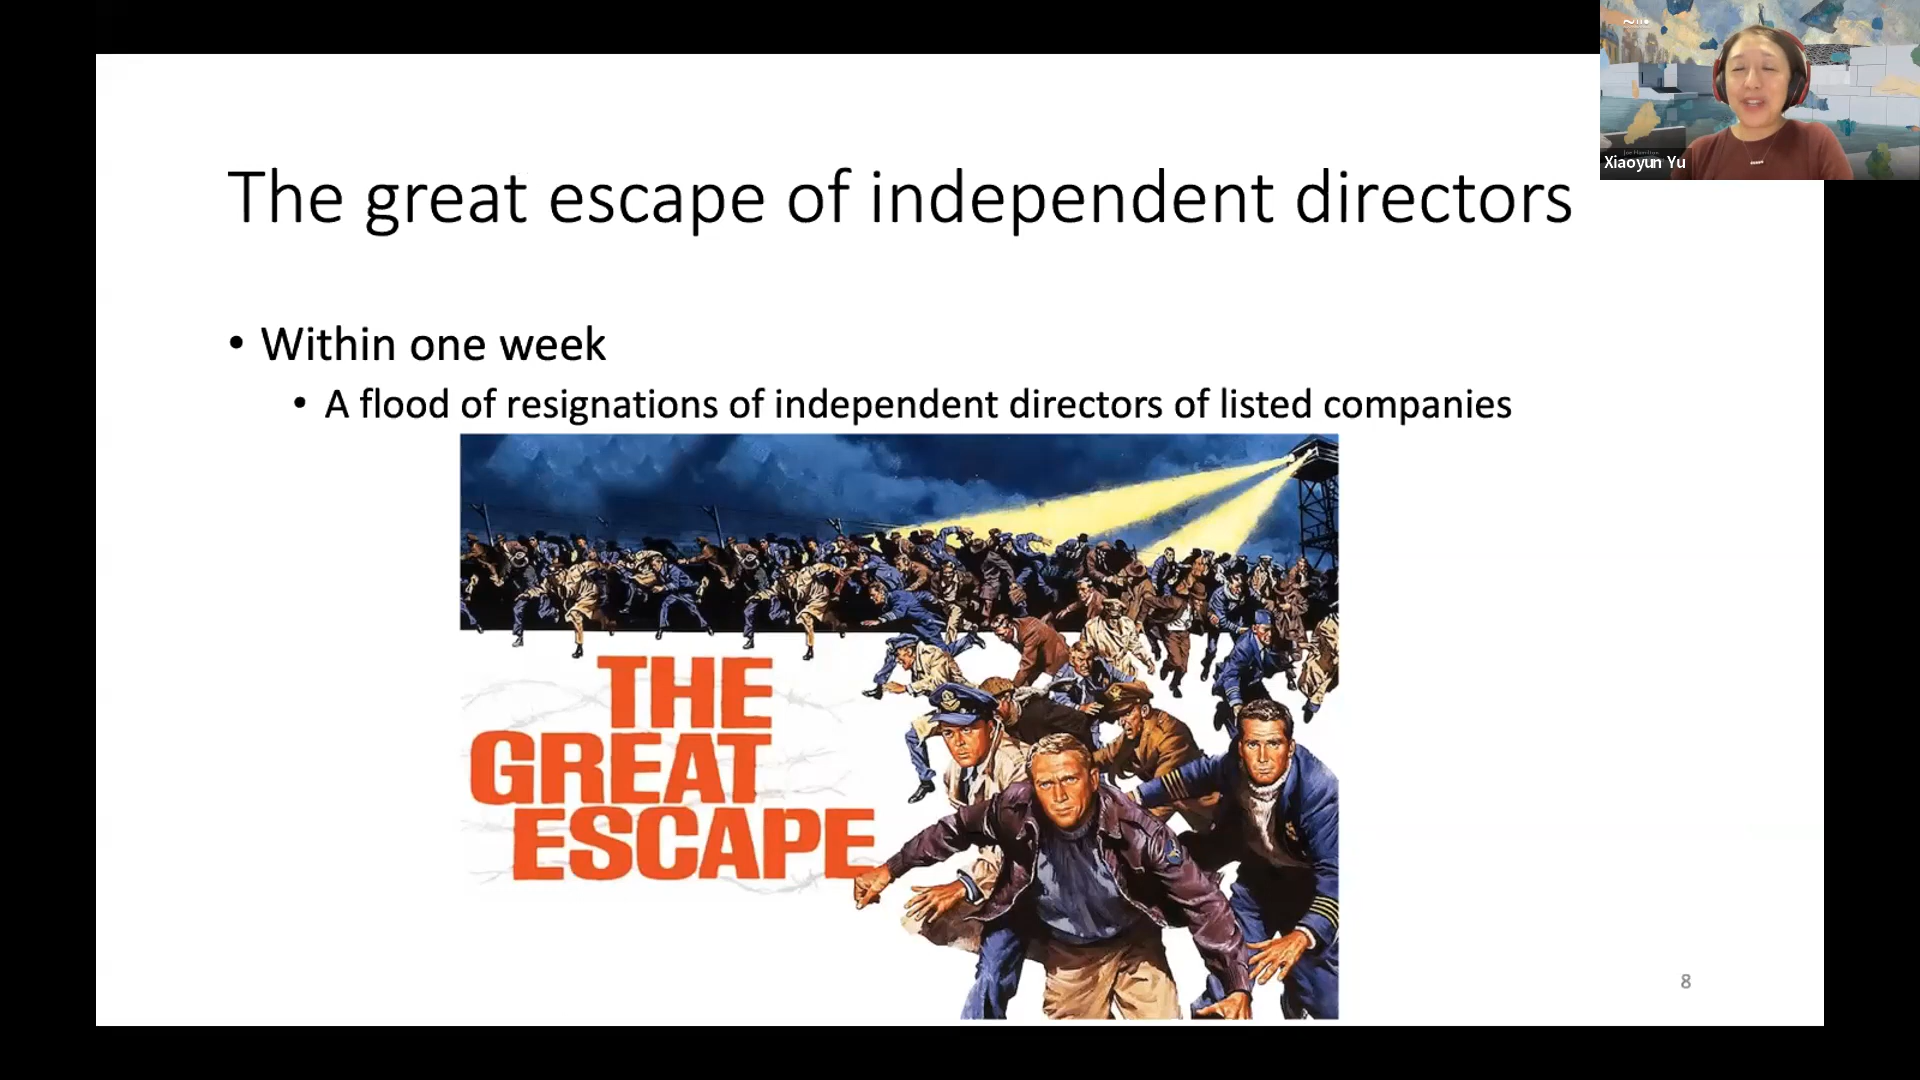 The great escape of independent directors
Xiaoyun Yu
• Within one week
• A flood of resignations of independent directors of listed companies
THE
GREAT
ESCAPE
8